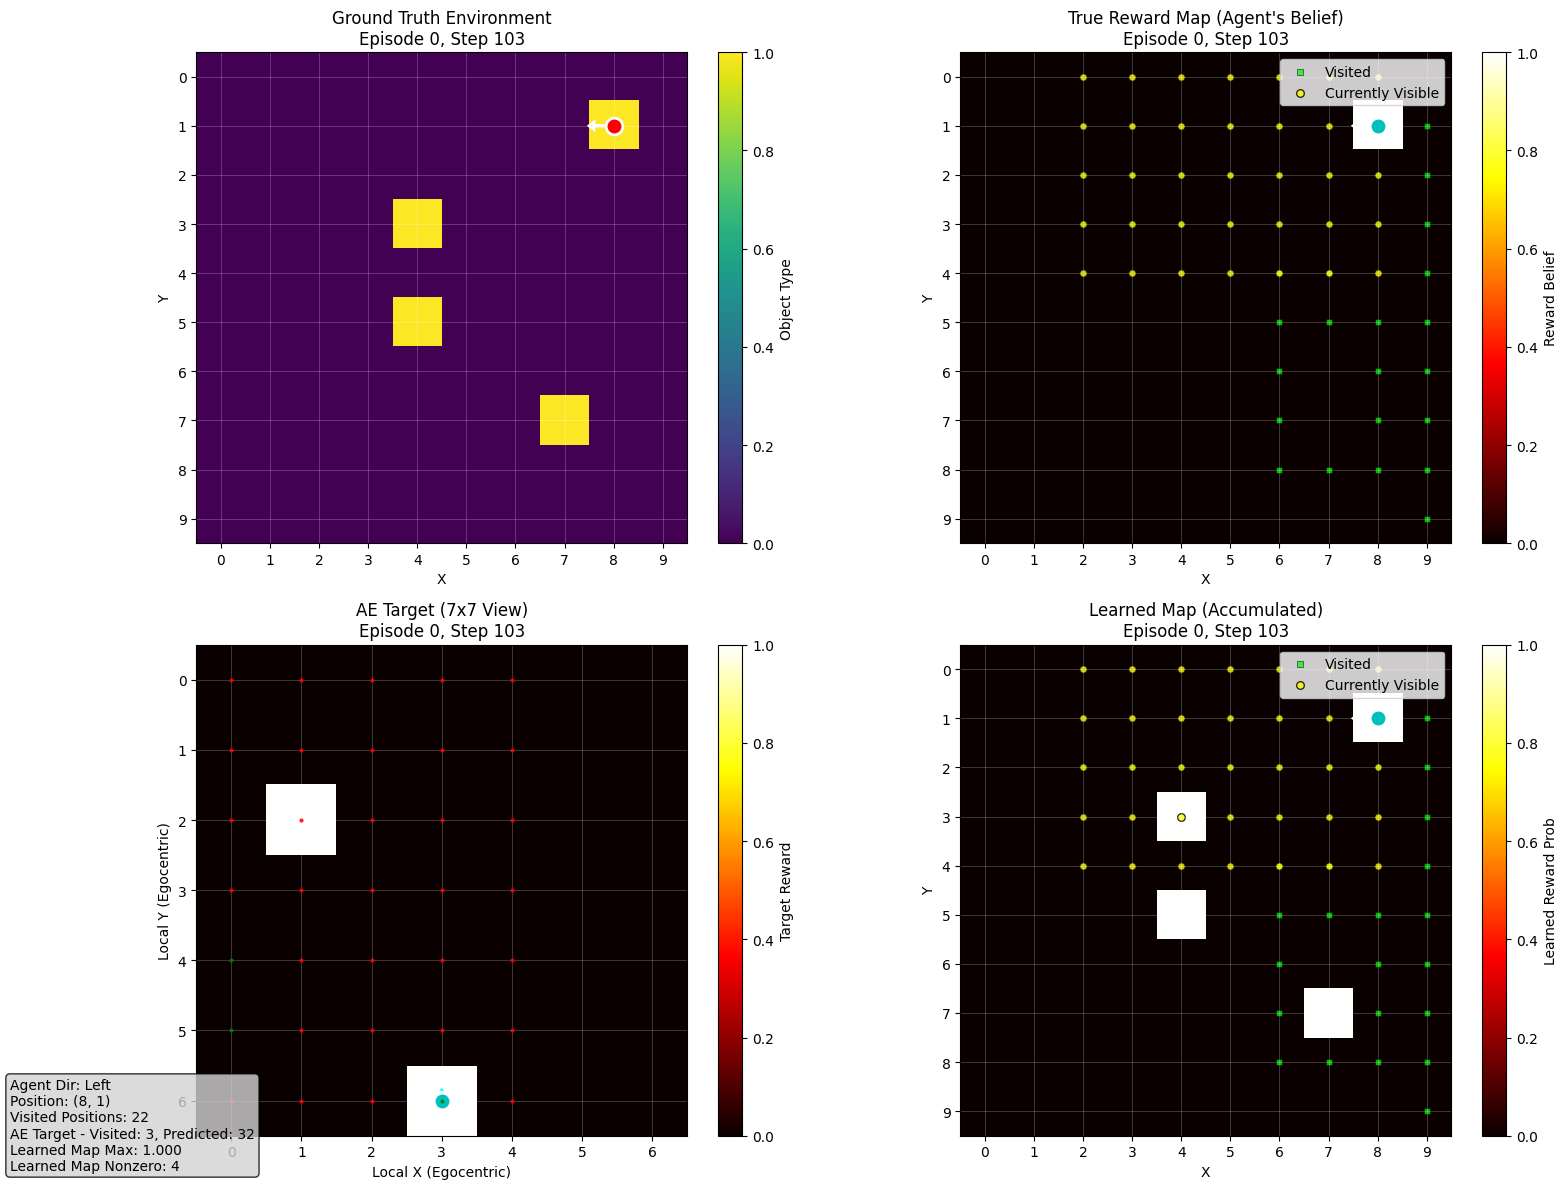 Ground Truth Environment
Episode 0, Step 103
0
1
2
3
4
5
6
7
8
9
Y
0 1 2 3 4 5 6 7 8 9
X
1.0
0.8
0.6
0.4
0.2
0.0
Object Type
True Reward Map (Agent's Belief)
Episode 0, Step 103
Visited
Currently Visible
0
1
2
3
4
5
6
7
8
9
Y
0 1 2 3 4 5 6 7 8 9
X
1.0
0.8
0.6
0.4
0.2
0.0
Reward Belief
AE Target (7x7 View)
Episode 0, Step 103
0
1
2
3
4
5
6
Local Y (Egocentric)
0 1 2 3 4 5 6
Local X (Egocentric)
1.0
0.8
0.6
0.4
0.2
0.0
Target Reward
Agent Dir: Left
Position: (8, 1)
Visited Positions: 22
AE Target - Visited: 3, Predicted: 32
Learned Map Max: 1.000
Learned Map Nonzero: 4
Learned Map (Accumulated)
Episode 0, Step 103
Visited
Currently Visible
0
1
2
3
4
5
6
7
8
9
Y
0 1 2 3 4 5 6 7 8 9
X
1.0
0.8
0.6
0.4
0.2
0.0
Learned Reward Prob